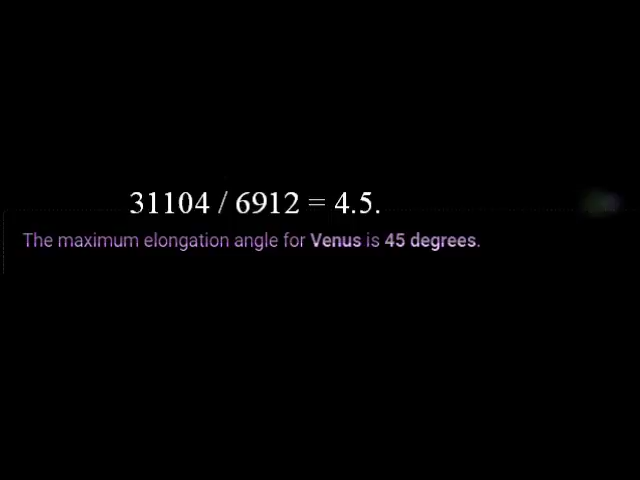 31104 / 6912 = 4.5.
The maximum elongation angle for Venus is 45 degrees.